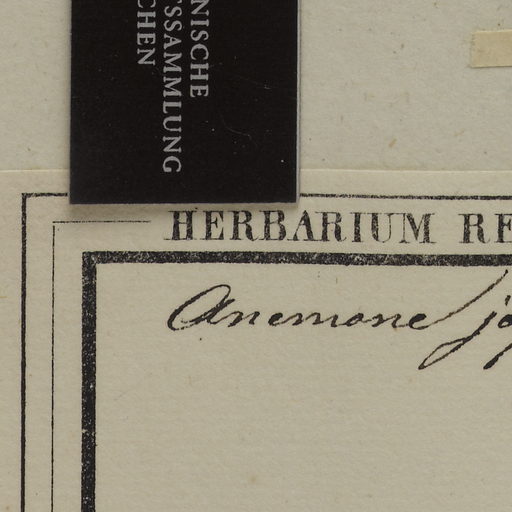 NISCHE
SSAMMLUNG
CHEN
HERBARIUM RE
Anemone